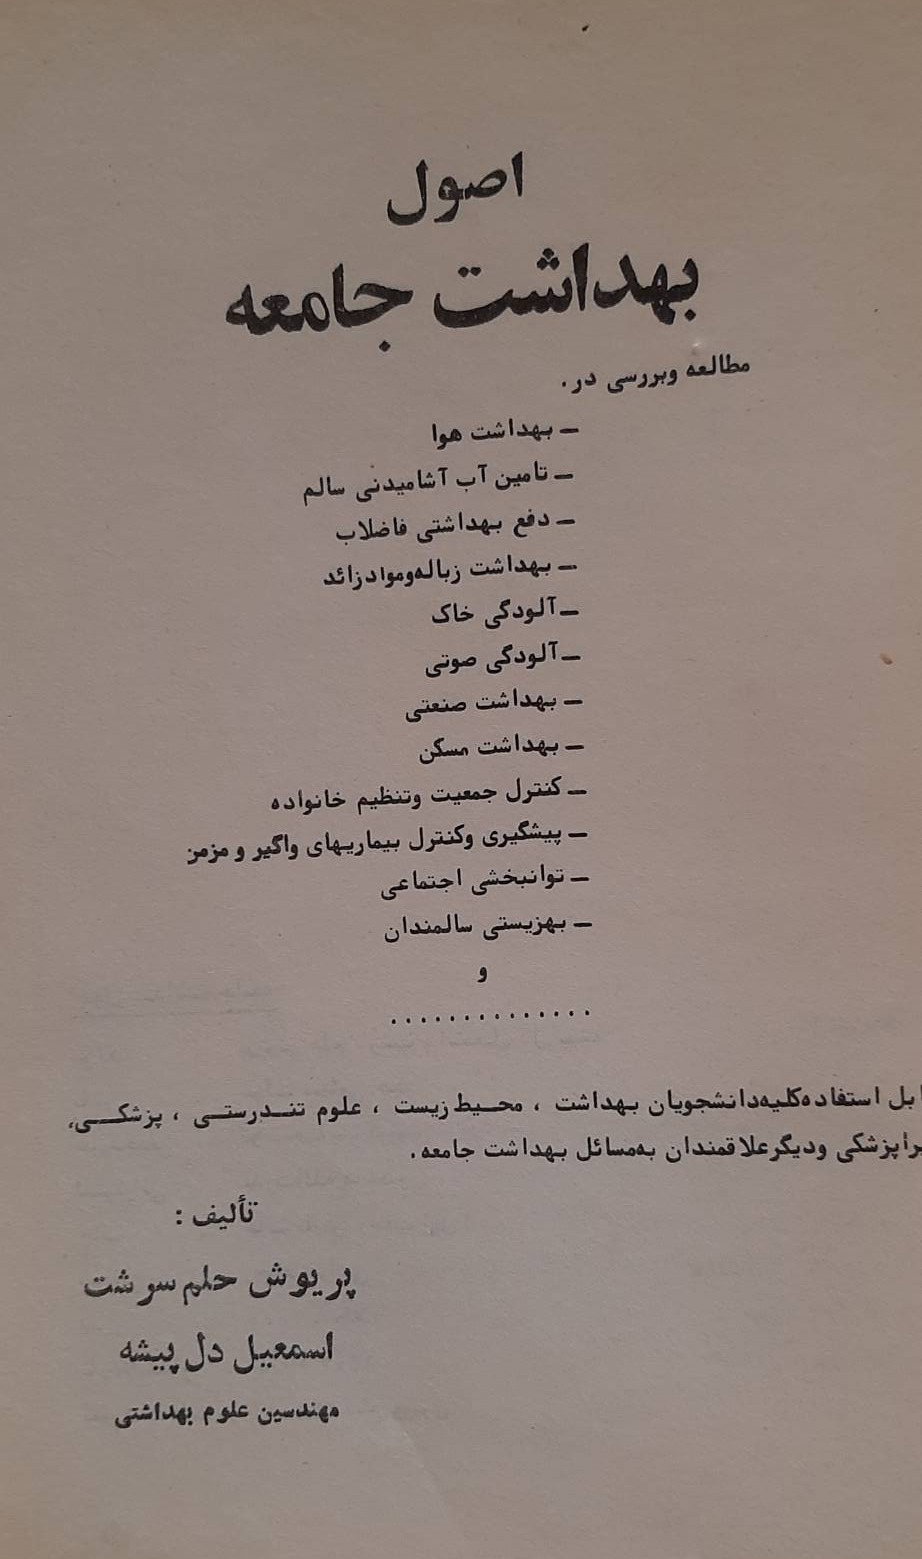 اصول
بهداشت جامعه
مطالعه وبررسی در.
ـ بهداشت هوا
ـ تامین آب آشامیدنی سالم
ـ دفع بهداشتی فاضلاب
ـ بهداشت زباله‌وموادزائد
ـ آلودگی خاک
ـ آلودگی صوتی
ـ بهداشت صنعتی
ـ بهداشت مسکن
ـ کنترل جمعیت وتنظیم خانواده
ـ پیشگیری وکنترل بیماریهای واگیر و مزمن
ـ توانبخشی اجتماعی
ـ بهزیستی سالمندان
و
..............
استفاده‌کلیه‌دانشجویان بهداشت ، محیط زیست ، علوم تندرستی ، پزشکی،
ودیگرعلاقمندان به‌مسائل بهداشت جامعه.
تألیف :
پریوش حلم سرشت
اسمعیل دل پیشه
مهندسین علوم بهداشتی